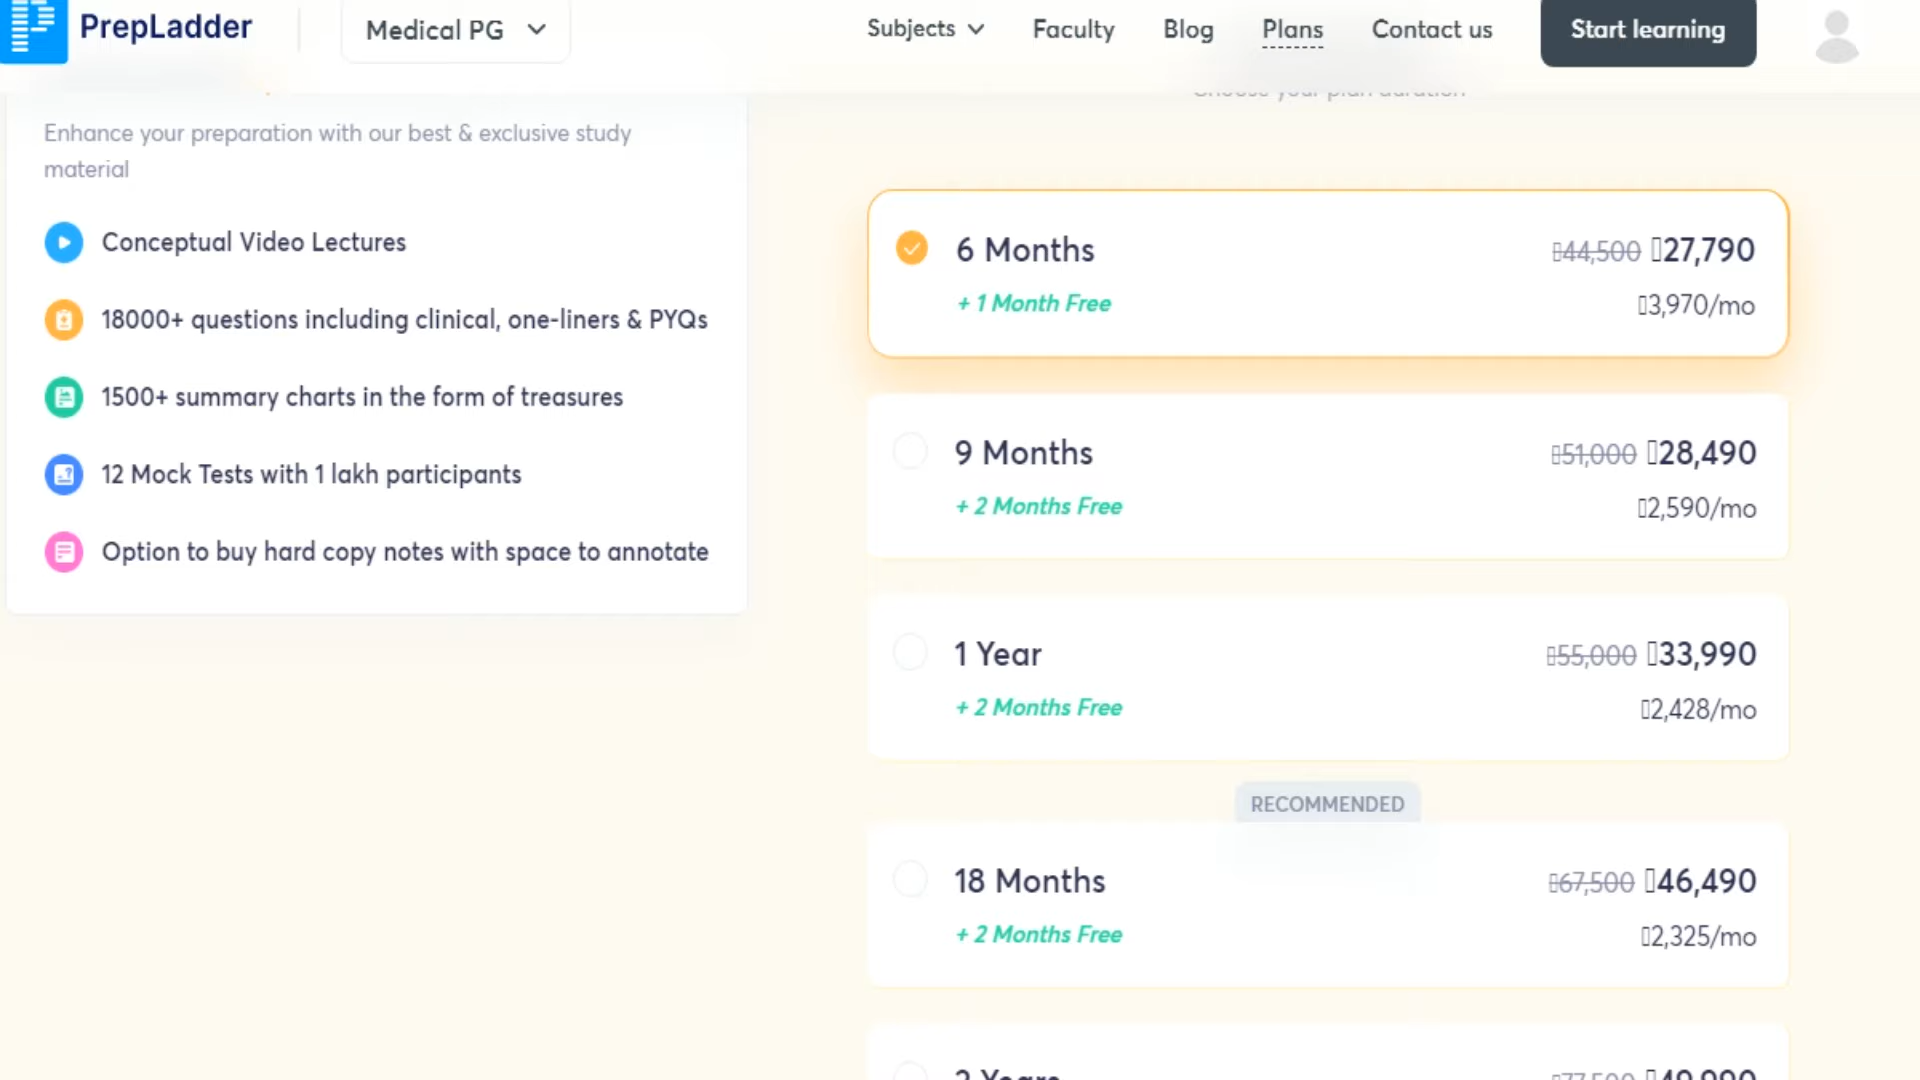 PrepLadder
Medical PG
Subjects
Faculty
Blog
Plans
Contact us
Start learning
Choose your plan duration
Enhance your preparation with our best & exclusive study
material
Conceptual Video Lectures
18000+ questions including clinical, one-liners & PYQs
1500+ summary charts in the form of treasures
12 Mock Tests with 1 lakh participants
Option to buy hard copy notes with space to annotate
6 Months
44,500 27,790
+ 1 Month Free
3,970/mo
9 Months
51,000 28,490
+ 2 Months Free
2,590/mo
1 Year
55,000 33,990
+ 2 Months Free
2,428/mo
RECOMMENDED
18 Months
67,500 46,490
+ 2 Months Free
2,325/mo
Years